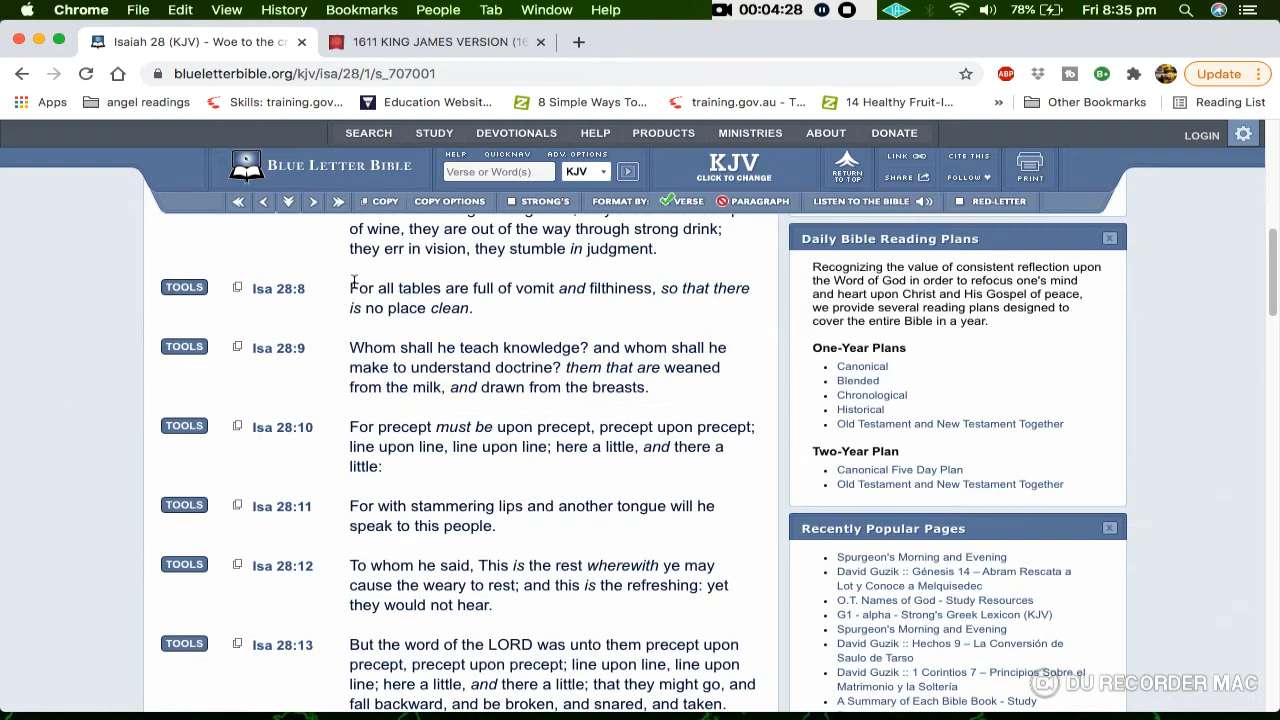 Chrome File Edit View History Bookmarks People Tab Window Help 00:04:28 78% Fri 8:35 pm
Isaiah 28 (KJV) - Woe to the cr 1611 KING JAMES VERSION (16
blueletterbible.org/kjv/isa/28/1/s_707001 ABP Update
Apps angel readings Skills: training.gov... Education Websit... 8 Simple Ways To... training.gov.au - T... 14 Healthy Fruit-I... » Other Bookmarks Reading List
SEARCH STUDY DEVOTIONALS HELP PRODUCTS MINISTRIES ABOUT DONATE LOGIN
BLUE LETTER BIBLE
HELP QUICKNAV ADV. OPTIONS
Verse or Word(s) KJV
KJV
CLICK TO CHANGE
RETURN
TO TOP
LINK CITE THIS
SHARE FOLLOW
PRINT
COPY COPY OPTIONS STRONG'S FORMAT BY: VERSE PARAGRAPH LISTEN TO THE BIBLE RED-LETTER
of wine, they are out of the way through strong drink;
they err in vision, they stumble in judgment.
TOOLS Isa 28:8 For all tables are full of vomit and filthiness, so that there
is no place clean.
TOOLS Isa 28:9 Whom shall he teach knowledge? and whom shall he
make to understand doctrine? them that are weaned
from the milk, and drawn from the breasts.
TOOLS Isa 28:10 For precept must be upon precept, precept upon precept;
line upon line, line upon line; here a little, and there a
little:
TOOLS Isa 28:11 For with stammering lips and another tongue will he
speak to this people.
TOOLS Isa 28:12 To whom he said, This is the rest wherewith ye may
cause the weary to rest; and this is the refreshing: yet
they would not hear.
TOOLS Isa 28:13 But the word of the LORD was unto them precept upon
precept, precept upon precept; line upon line, line upon
line; here a little, and there a little; that they might go, and
fall backward, and be broken, and snared, and taken.
Daily Bible Reading Plans
Recognizing the value of consistent reflection upon
the Word of God in order to refocus one's mind
and heart upon Christ and His Gospel of peace,
we provide several reading plans designed to
cover the entire Bible in a year.
One-Year Plans
Canonical
Blended
Chronological
Historical
Old Testament and New Testament Together
Two-Year Plan
Canonical Five Day Plan
Old Testament and New Testament Together
Recently Popular Pages
Spurgeon's Morning and Evening
David Guzik :: Génesis 14 – Abram Rescata a
Lot y Conoce a Melquisedec
O.T. Names of God - Study Resources
G1 - alpha - Strong's Greek Lexicon (KJV)
Spurgeon's Morning and Evening
David Guzik :: Hechos 9 – La Conversión de
Saulo de Tarso
David Guzik :: 1 Corintios 7 – Principios Sobre el
Matrimonio y la Soltería
A Summary of Each Bible Book - Study
DU RECORDER MAC